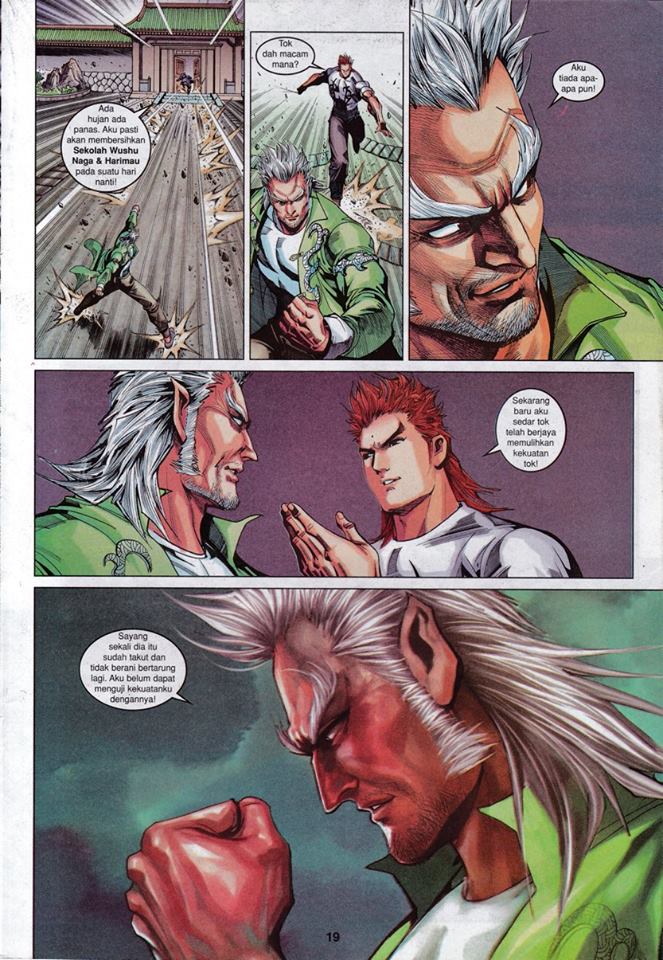 Ada
hujan ada
panas. Aku pasti
akan membersihkan
Sekolah Wushu
Naga & Harimau
pada suatu hari
nanti!
Tok
dah macam
mana?
Aku
tiada apa-
apa pun!
Sekarang
baru aku
sedar tok
telah berjaya
memulihkan
kekuatan
tok!
Sayang
sekali dia itu
sudah takut dan
tidak berani bertarung
lagi. Aku belum dapat
menguji kekuatanku
dengannya!
19